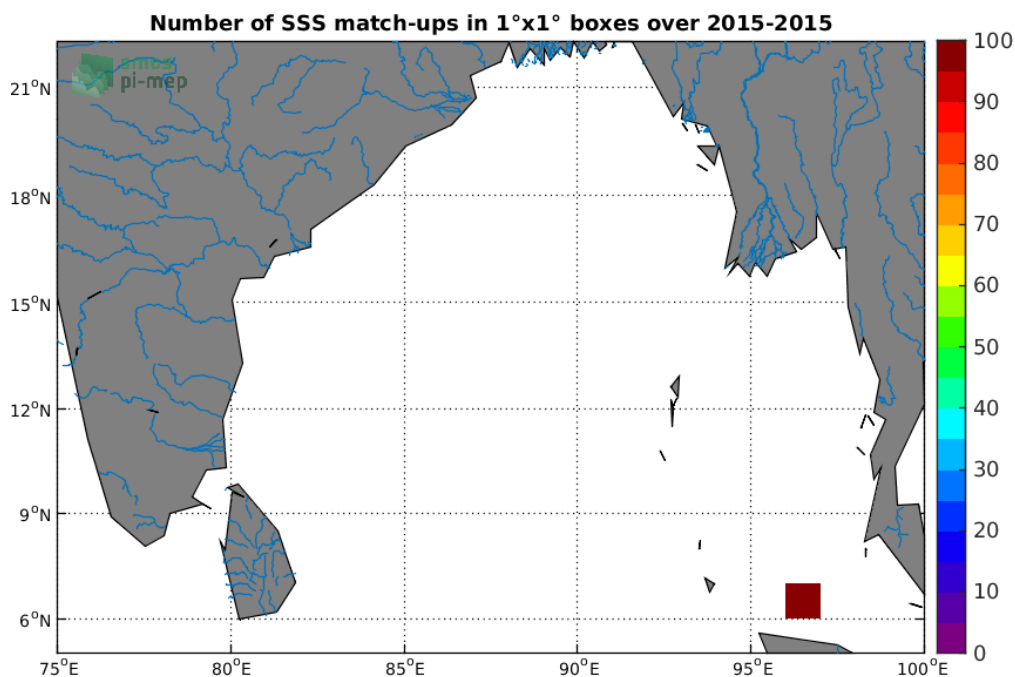 Number of SSS match-ups in 1°x1° boxes over 2015-2015
smos
pi-mep
21°N
18°N
15°N
12°N
9°N
6°N
75°E 80°E 85°E 90°E 95°E 100°E
100
90
80
70
60
50
40
30
20
10
0